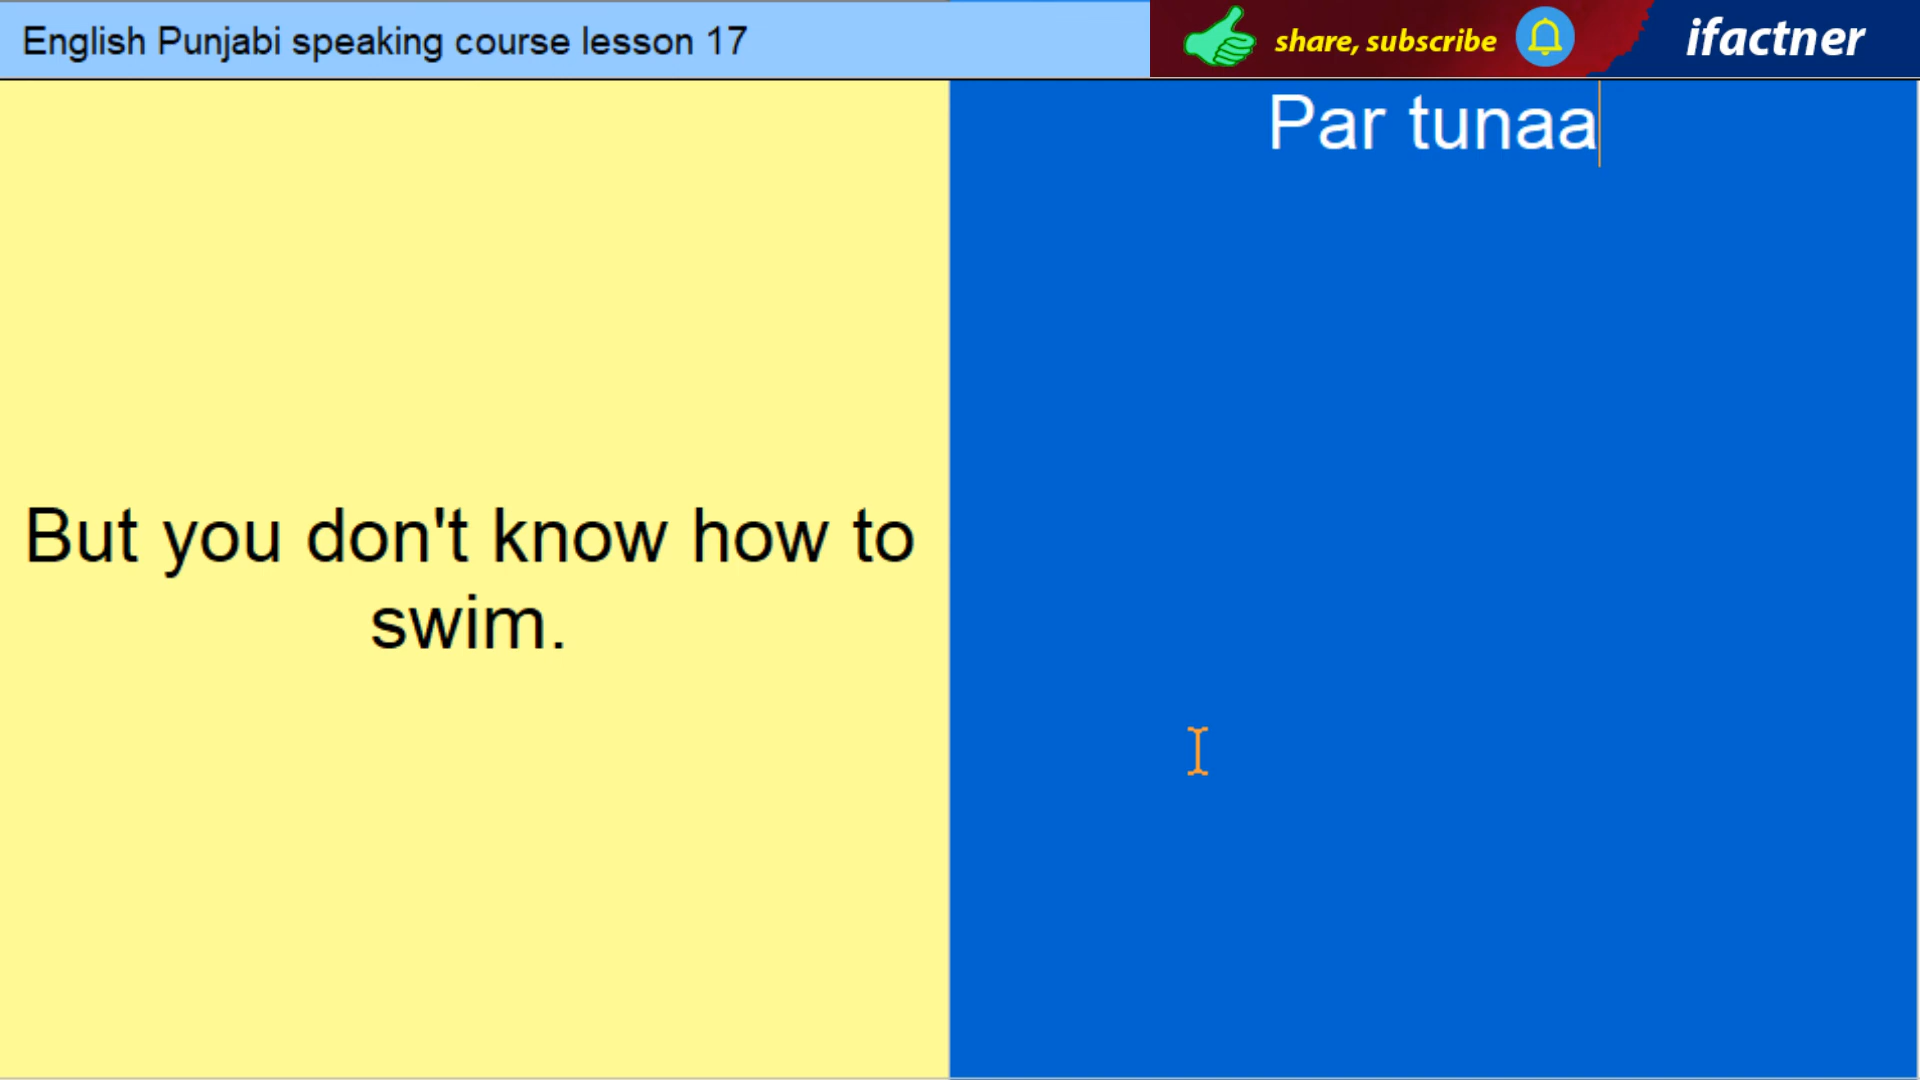 English Punjabi speaking course lesson 17
share, subscribe
ifactner
But you don't know how to
swim.
Par tunaa